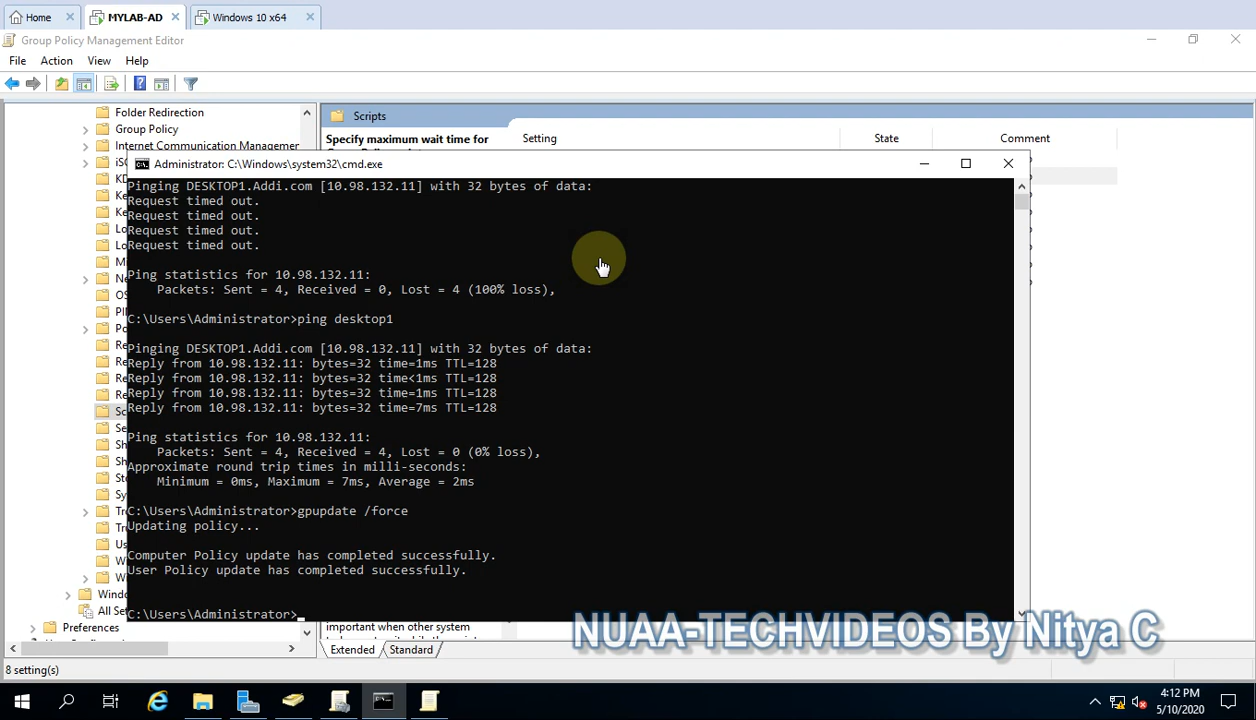 Home
MYLAB-AD
Windows 10 x64
Group Policy Management Editor
File Action View Help
Folder Redirection
Group Policy
Internet Communication Managemer
Scripts
Specify maximum wait time for
Setting State Comment
Administrator: C:\Windows\system32\cmd.exe
Pinging DESKTOP1.Addi.com [10.98.132.11] with 32 bytes of data:
Request timed out.
Request timed out.
Request timed out.
Request timed out.
Ping statistics for 10.98.132.11:
Packets: Sent = 4, Received = 0, Lost = 4 (100% loss),
C:\Users\Administrator>ping desktop1
Pinging DESKTOP1.Addi.com [10.98.132.11] with 32 bytes of data:
Reply from 10.98.132.11: bytes=32 time=1ms TTL=128
Reply from 10.98.132.11: bytes=32 time<1ms TTL=128
Reply from 10.98.132.11: bytes=32 time=1ms TTL=128
Reply from 10.98.132.11: bytes=32 time=7ms TTL=128
Ping statistics for 10.98.132.11:
Packets: Sent = 4, Received = 4, Lost = 0 (0% loss),
Approximate round trip times in milli-seconds:
Minimum = 0ms, Maximum = 7ms, Average = 2ms
C:\Users\Administrator>gpupdate /force
Updating policy...
Computer Policy update has completed successfully.
User Policy update has completed successfully.
C:\Users\Administrator>
All Se
Preferences
important when other system
Extended Standard
NUAA-TECHVIDEOS By Nitya C
8 setting(s)
4:12 PM
5/10/2020